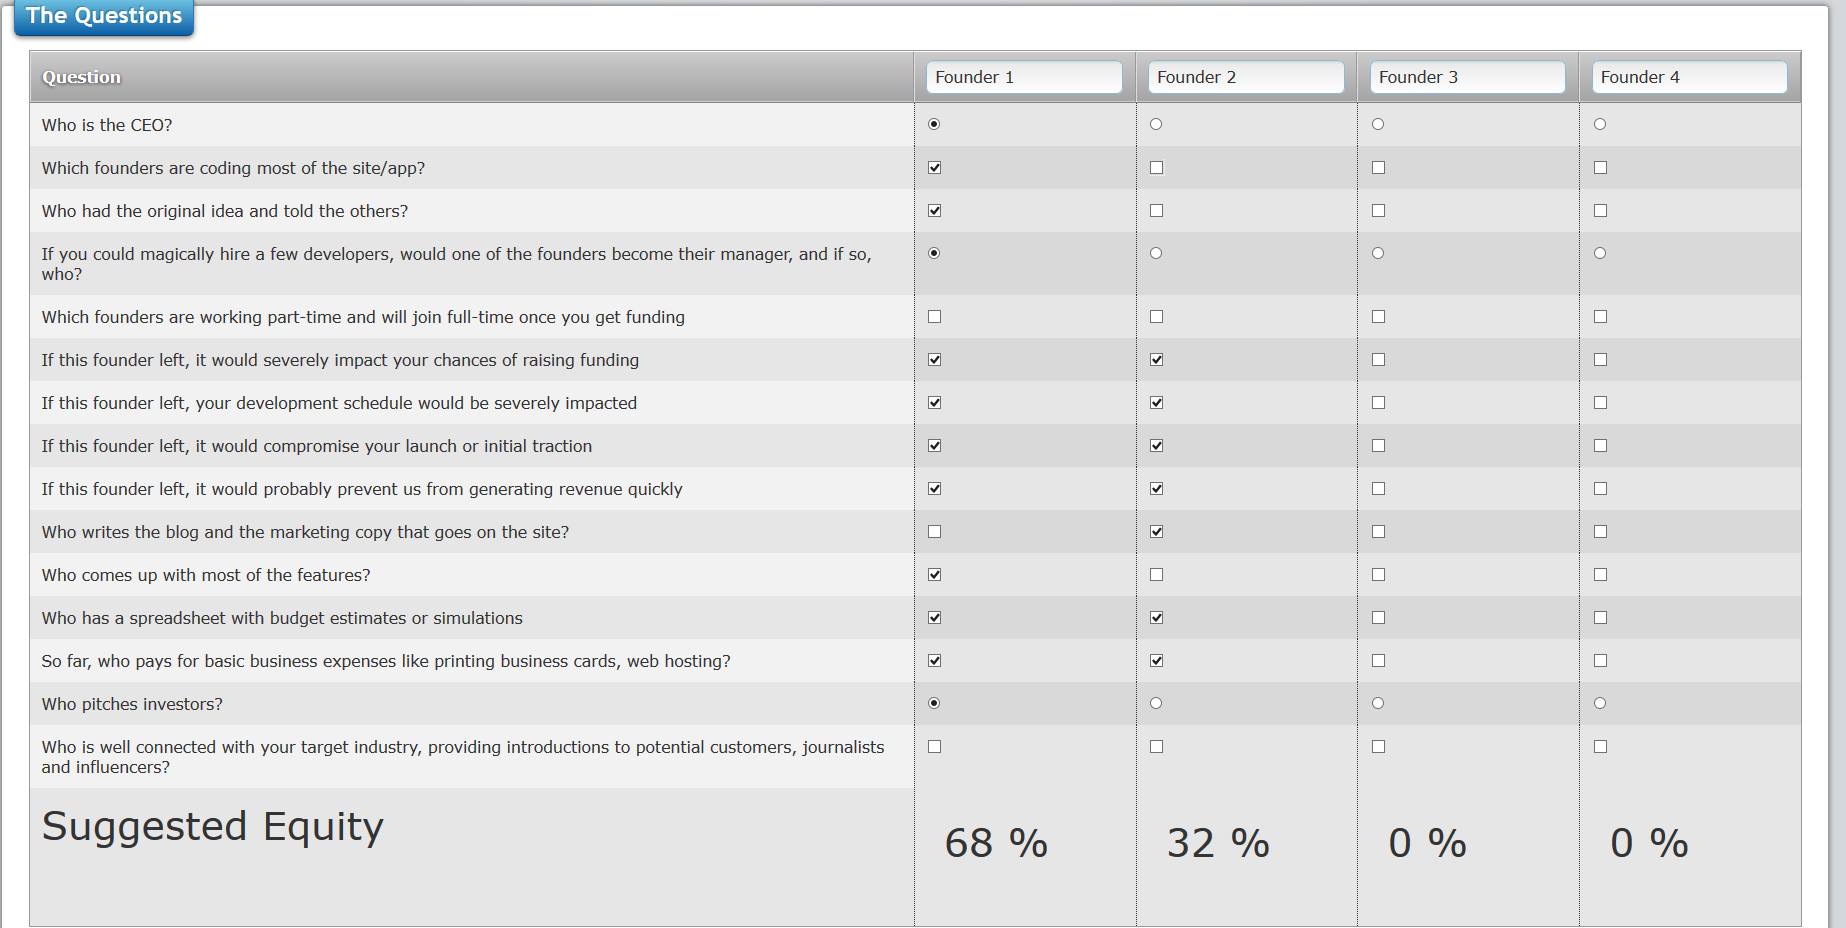 The Questions
Question Founder 1 Founder 2 Founder 3 Founder 4
Who is the CEO?
Which founders are coding most of the site/app?
Who had the original idea and told the others?
If you could magically hire a few developers, would one of the founders become their manager, and if so,
who?
Which founders are working part-time and will join full-time once you get funding
If this founder left, it would severely impact your chances of raising funding
If this founder left, your development schedule would be severely impacted
If this founder left, it would compromise your launch or initial traction
If this founder left, it would probably prevent us from generating revenue quickly
Who writes the blog and the marketing copy that goes on the site?
Who comes up with most of the features?
Who has a spreadsheet with budget estimates or simulations
So far, who pays for basic business expenses like printing business cards, web hosting?
Who pitches investors?
Who is well connected with your target industry, providing introductions to potential customers, journalists
and influencers?
Suggested Equity 68 % 32 % 0 % 0 %